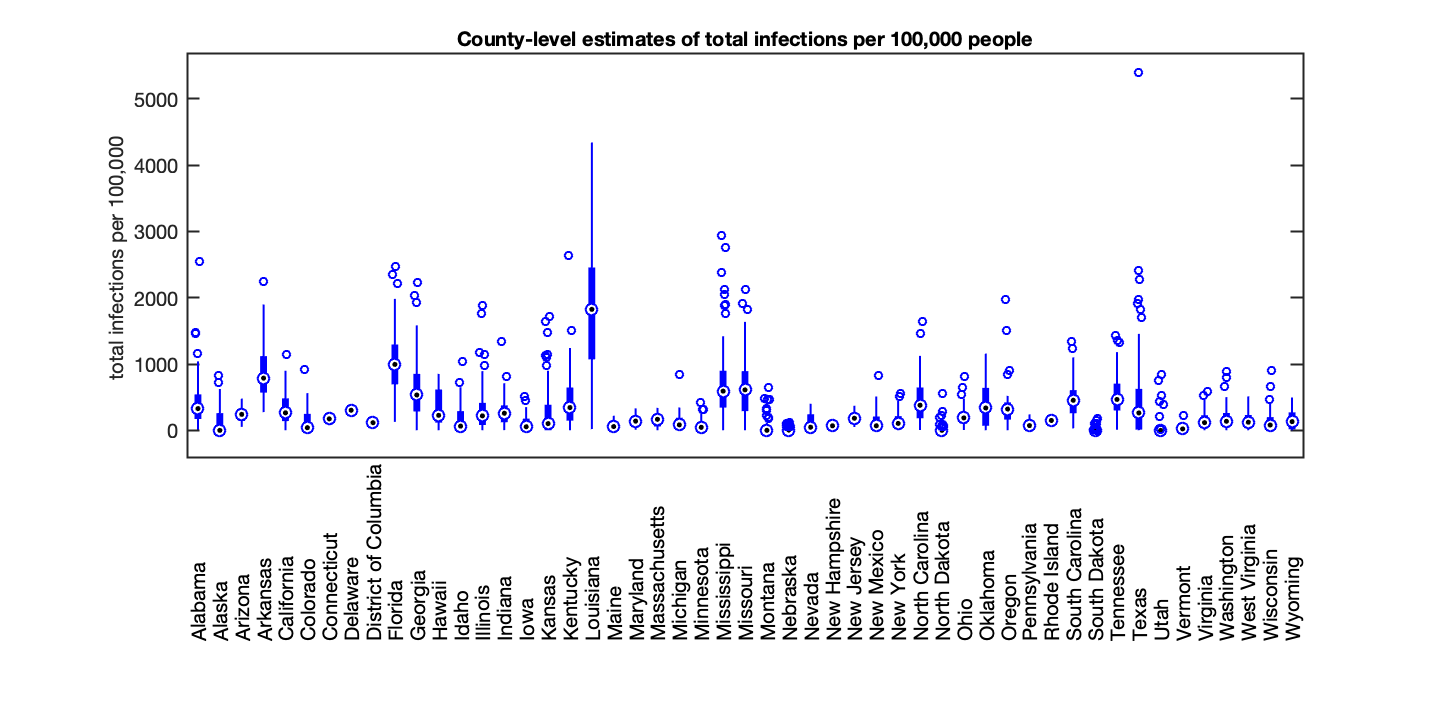 County-level estimates of total infections per 100,000 people
total infections per 100,000
5000
4000
3000
2000
1000
0
Alabama
Alaska
Arizona
Arkansas
California
Colorado
Connecticut
Delaware
District of Columbia
Florida
Georgia
Hawaii
Idaho
Illinois
Indiana
Iowa
Kansas
Kentucky
Louisiana
Maine
Maryland
Massachusetts
Michigan
Minnesota
Mississippi
Missouri
Montana
Nebraska
Nevada
New Hampshire
New Jersey
New Mexico
New York
North Carolina
North Dakota
Ohio
Oklahoma
Oregon
Pennsylvania
Rhode Island
South Carolina
South Dakota
Tennessee
Texas
Utah
Vermont
Virginia
Washington
West Virginia
Wisconsin
Wyoming